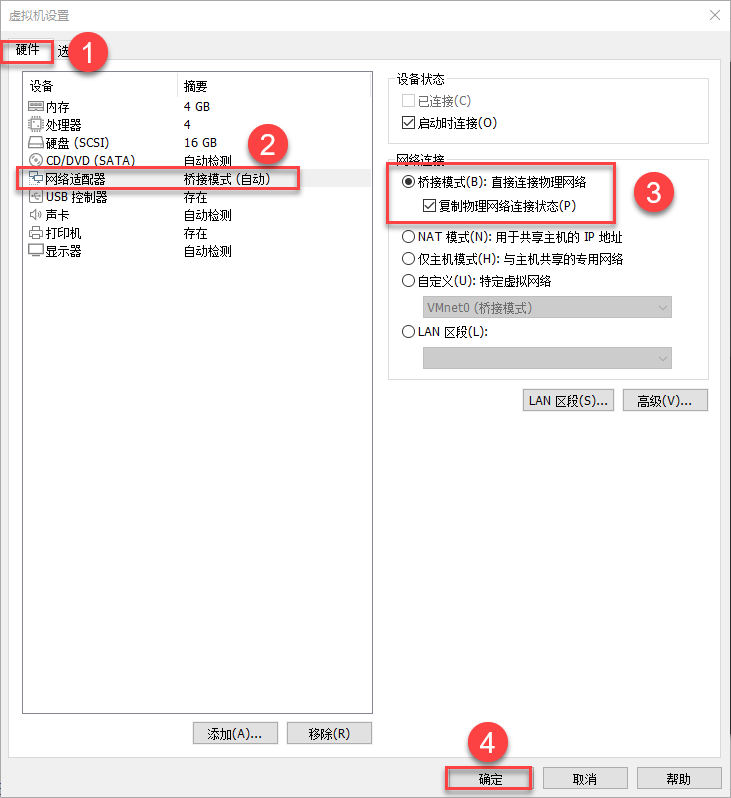 虚拟机设置
硬件
选
1
设备 摘要
内存 4 GB
处理器 4
硬盘 (SCSI) 16 GB
CD/DVD (SATA) 自动检测
网络适配器 桥接模式 (自动)
USB 控制器 存在
声卡 自动检测
打印机 存在
显示器 自动检测
2
添加(A)...
移除(R)
设备状态
已连接(C)
启动时连接(O)
网络连接
桥接模式(B): 直接连接物理网络
复制物理网络连接状态(P)
3
NAT 模式(N): 用于共享主机的 IP 地址
仅主机模式(H): 与主机共享的专用网络
自定义(U): 特定虚拟网络
VMnet0 (桥接模式)
LAN 区段(L):
LAN 区段(S)...
高级(V)...
4
确定
取消
帮助